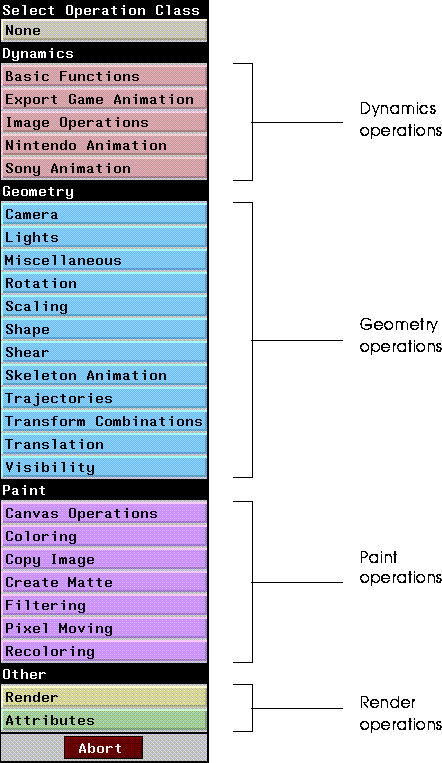 Select Operation Class
None
Dynamics
Basic Functions
Export Game Animation
Image Operations
Nintendo Animation
Sony Animation
Dynamics
operations
Geometry
Camera
Lights
Miscellaneous
Rotation
Scaling
Shape
Shear
Skeleton Animation
Trajectories
Transform Combinations
Translation
Visibility
Geometry
operations
Paint
Canvas Operations
Coloring
Copy Image
Create Matte
Filtering
Pixel Moving
Recoloring
Paint
operations
Other
Render
Attributes
Render
operations
Abort